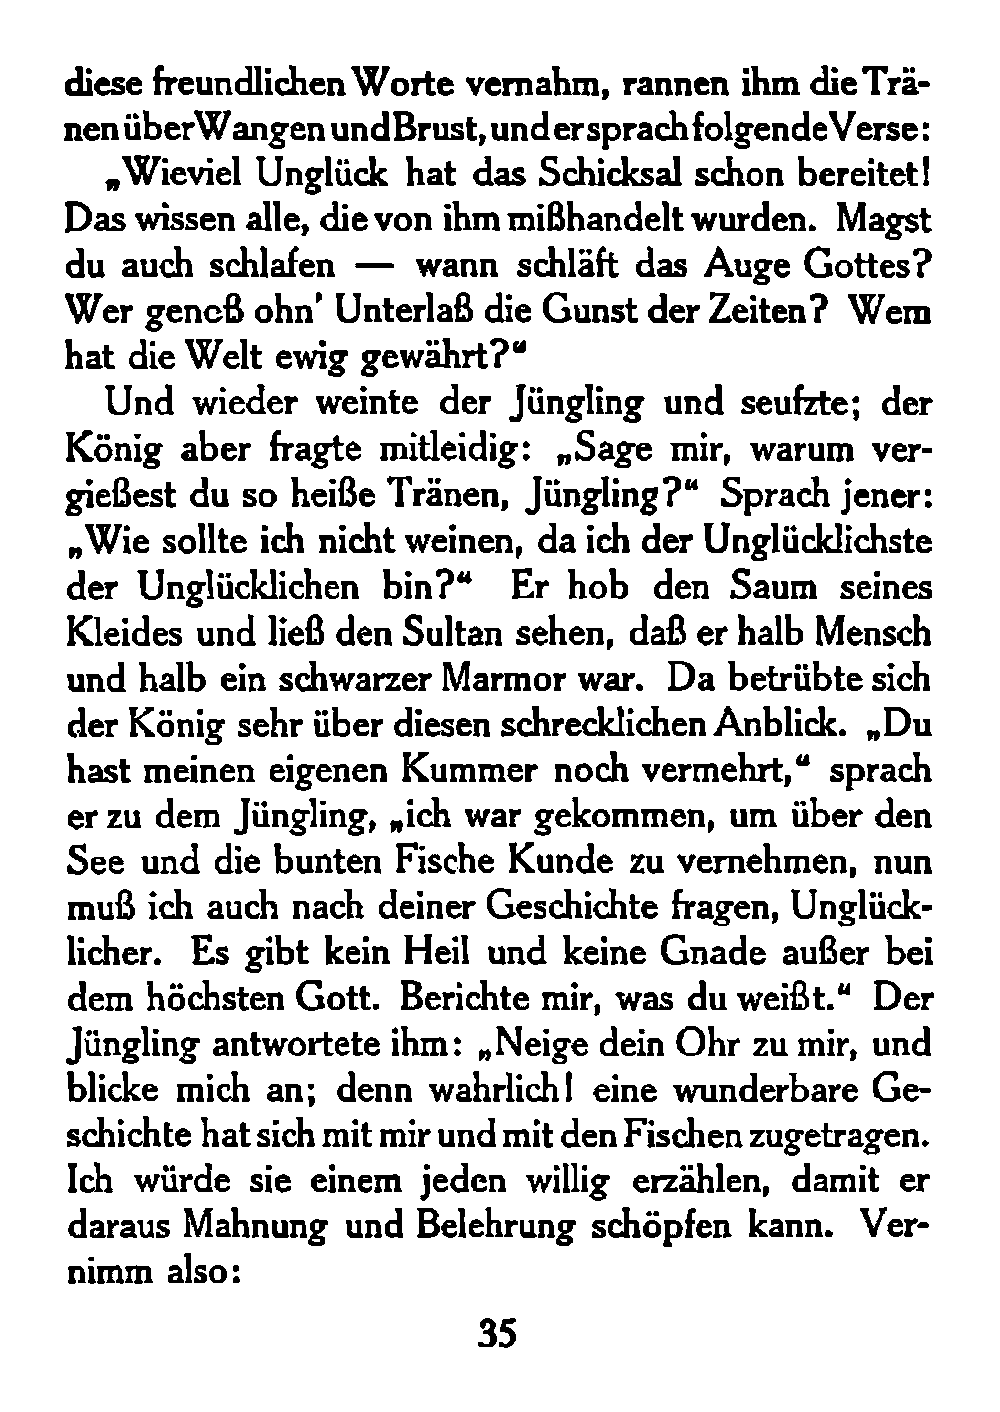 diese freundlichen Worte vernahm, rannen ihm die Trä-
nen über Wangen und Brust, und er sprach folgende Verse:
„Wieviel Unglück hat das Schicksal schon bereitet!
Das wissen alle, die von ihm mißhandelt wurden. Magst
du auch schlafen — wann schläft das Auge Gottes?
Wer genoß ohn' Unterlaß die Gunst der Zeiten? Wem
hat die Welt ewig gewährt?“
Und wieder weinte der Jüngling und seufzte; der
König aber fragte mitleidig: „Sage mir, warum ver-
gießest du so heiße Tränen, Jüngling?“ Sprach jener:
„Wie sollte ich nicht weinen, da ich der Unglücklichste
der Unglücklichen bin?“ Er hob den Saum seines
Kleides und ließ den Sultan sehen, daß er halb Mensch
und halb ein schwarzer Marmor war. Da betrübte sich
der König sehr über diesen schrecklichen Anblick. „Du
hast meinen eigenen Kummer noch vermehrt,“ sprach
er zu dem Jüngling, „ich war gekommen, um über den
See und die bunten Fische Kunde zu vernehmen, nun
muß ich auch nach deiner Geschichte fragen, Unglück-
licher. Es gibt kein Heil und keine Gnade außer bei
dem höchsten Gott. Berichte mir, was du weißt.“ Der
Jüngling antwortete ihm: „Neige dein Ohr zu mir, und
blicke mich an; denn wahrlich! eine wunderbare Ge-
schichte hat sich mit mir und mit den Fischen zugetragen.
Ich würde sie einem jeden willig erzählen, damit er
daraus Mahnung und Belehrung schöpfen kann. Ver-
nimm also:
35